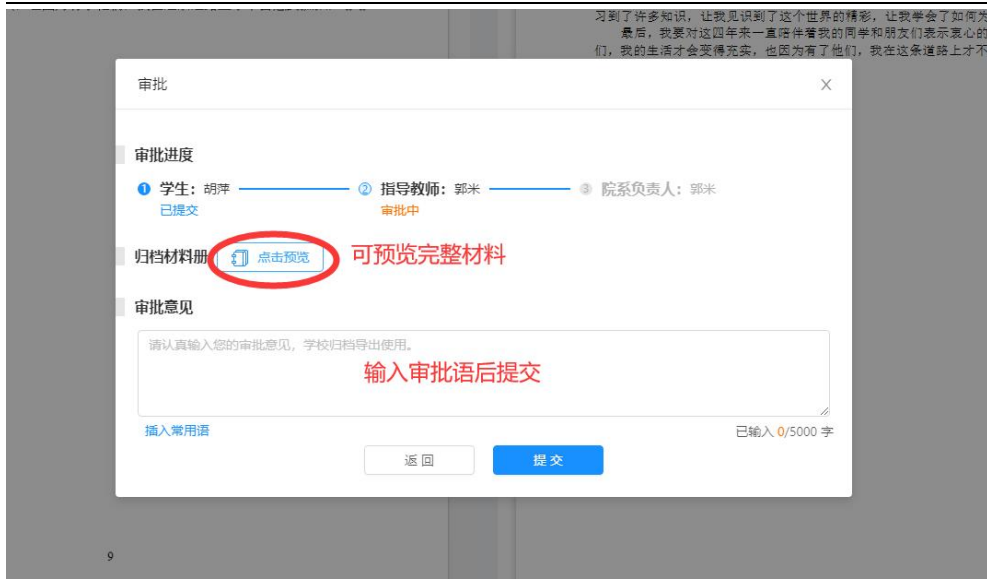 习到了许多知识，让我见识到了这个世界的精彩，让我学会了如何为
最后，我要对这四年来一直陪伴着我的同学和朋友们表示衷心的
们，我的生活才会变得充实，也因为有了他们，我在这条道路上才不
审批
审批进度
1 学生：胡萍 2 指导教师：郭米 3 院系负责人：郭米
已提交 审批中
归档材料册 点击预览 可预览完整材料
审批意见
请认真输入您的审批意见，学校归档导出使用。
输入审批语后提交
插入常用语 已输入 0/5000 字
返回 提交
9